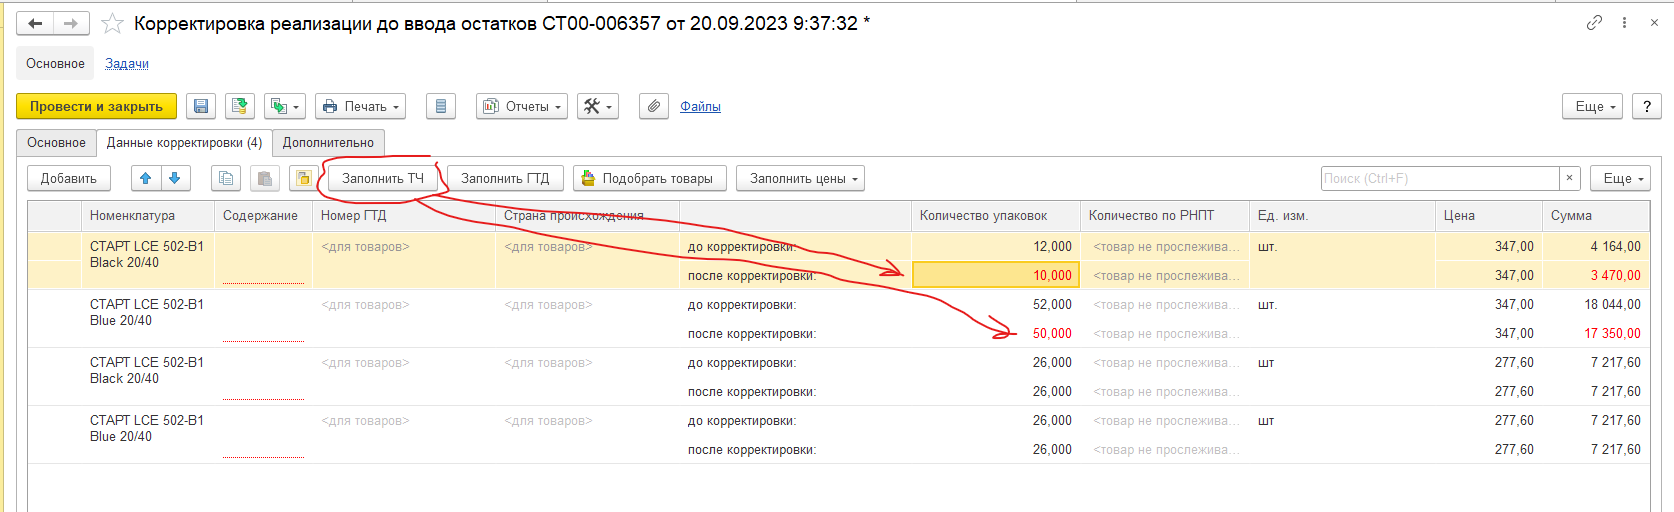 Корректировка реализации до ввода остатков СТ00-006357 от 20.09.2023 9:37:32 *
Основное Задачи
Провести и закрыть Печать Отчеты Файлы Еще ?
Основное Данные корректировки (4) Дополнительно
Добавить Заполнить ТЧ Заполнить ГТД Подобрать товары Заполнить цены Поиск (Ctrl+F) × Еще
Номенклатура Содержание Номер ГТД Страна происхождения Количество упаковок Количество по РНПТ Ед. изм. Цена Сумма
СТАРТ LCE 502-B1 <для товаров> <для товаров> до корректировки: 12,000 <товар не прослежива... шт. 347,00 4 164,00
Black 20/40
после корректировки: 10,000 <товар не прослежива... 347,00 3 470,00
СТАРТ LCE 502-B1 <для товаров> <для товаров> до корректировки: 52,000 <товар не прослежива... шт. 347,00 18 044,00
Blue 20/40
после корректировки: 50,000 <товар не прослежива... 347,00 17 350,00
СТАРТ LCE 502-B1 <для товаров> <для товаров> до корректировки: 26,000 <товар не прослежива... шт 277,60 7 217,60
Black 20/40
после корректировки: 26,000 <товар не прослежива... 277,60 7 217,60
СТАРТ LCE 502-B1 <для товаров> <для товаров> до корректировки: 26,000 <товар не прослежива... шт 277,60 7 217,60
Blue 20/40
после корректировки: 26,000 <товар не прослежива... 277,60 7 217,60